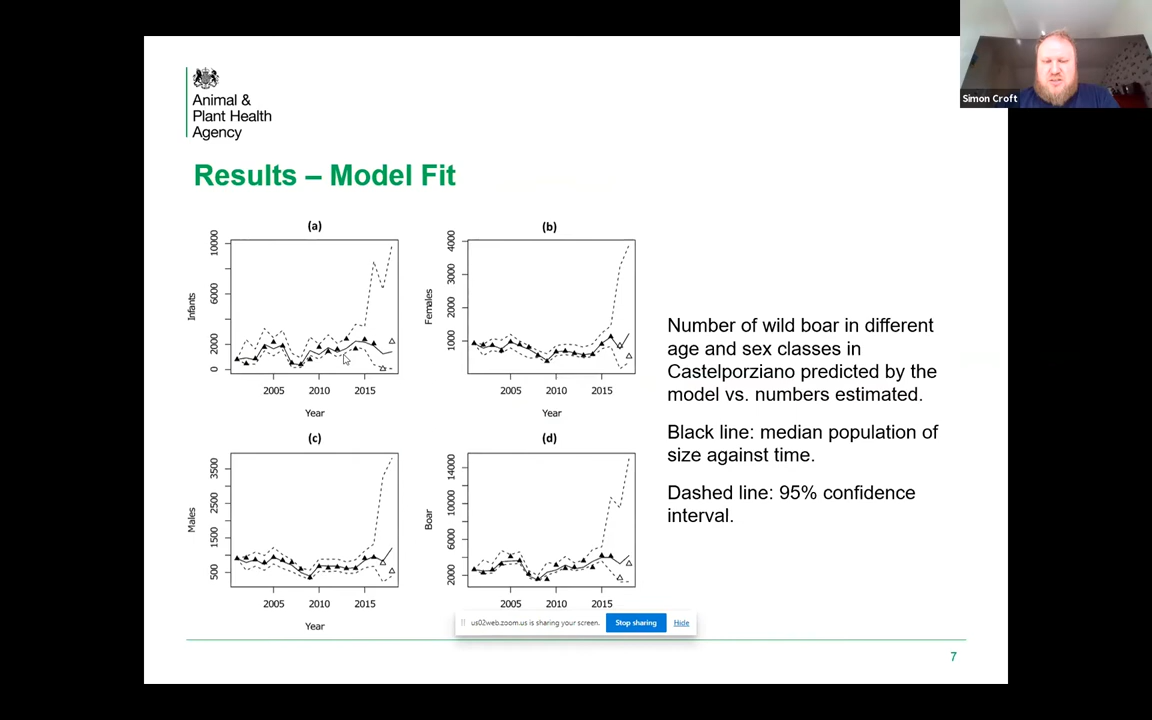 Simon Croft
Animal &
Plant Health
Agency
Results – Model Fit
(a)
Infants
10000
6000
2000
0
2005
2010
2015
Year
(b)
Females
4000
3000
2000
1000
2005
2010
2015
Year
(c)
Males
3500
2500
1500
500
2005
2010
2015
Year
(d)
Boar
14000
10000
6000
2000
2005
2010
2015
Number of wild boar in different
age and sex classes in
Castelporziano predicted by the
model vs. numbers estimated.
Black line: median population of
size against time.
Dashed line: 95% confidence
interval.
us02web.zoom.us is sharing your screen.
Stop sharing
Hide
7